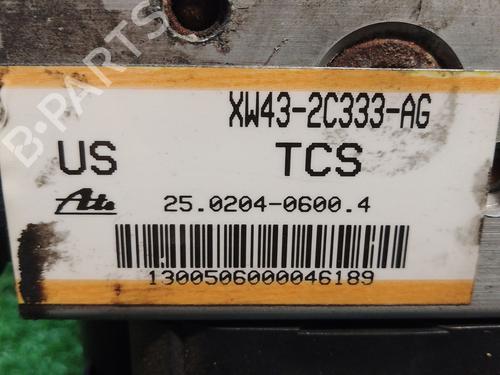 B-PARTS
XW43-2C333-AG
US TCS
Ate 25.0204-0600.4
1300506000046189